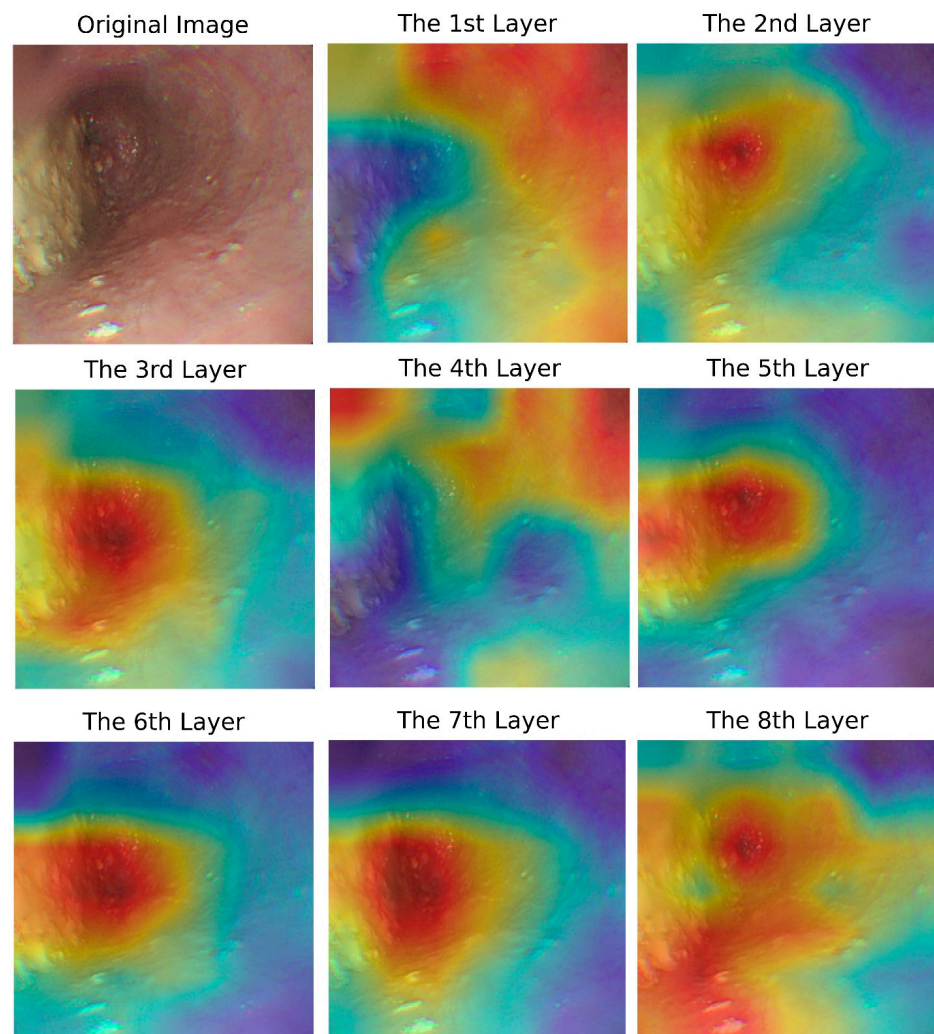 Original Image
The 1st Layer
The 2nd Layer
The 3rd Layer
The 4th Layer
The 5th Layer
The 6th Layer
The 7th Layer
The 8th Layer